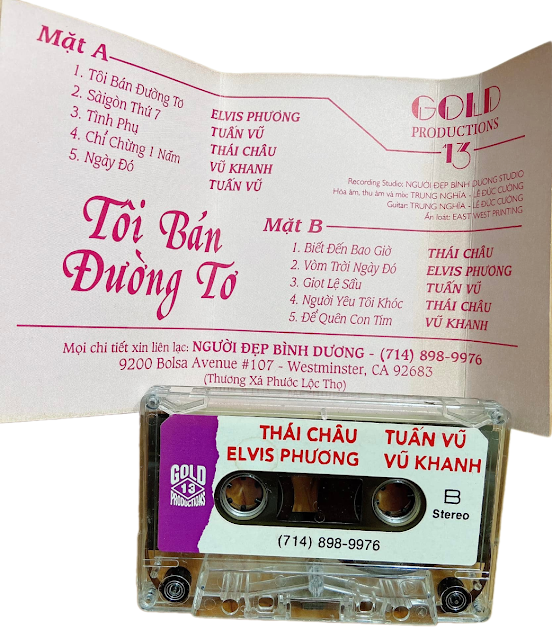 Mặt A
1. Tôi Bán Đường Tơ
2. Sàigòn Thứ 7
3. Tình Phụ
4. Chỉ Chừng 1 Năm
5. Ngày Đó
ELVIS PHƯƠNG
TUẤN VŨ
THÁI CHÂU
VŨ KHANH
TUẤN VŨ
GOLD
PRODUCTIONS
13
Recording Studio: NGƯỜI ĐẸP BÌNH DƯƠNG STUDIO
Hòa âm, thu âm và mix: TRUNG NGHĨA - LÊ ĐỨC CƯỜNG
Guitar: TRUNG NGHĨA - LÊ ĐỨC CƯỜNG
Ấn loát: EAST WEST PRINTING
Tôi Bán
Đường Tơ
Mặt B
1. Biết Đến Bao Giờ
2. Vòm Trời Ngày Đó
3. Giọt Lệ Sầu
4. Người Yêu Tôi Khóc
5. Để Quên Con Tim
THÁI CHÂU
ELVIS PHƯƠNG
TUẤN VŨ
THÁI CHÂU
VŨ KHANH
Mọi chi tiết xin liên lạc: NGƯỜI ĐẸP BÌNH DƯƠNG - (714) 898-9976
9200 Bolsa Avenue #107 - Westminster, CA 92683
(Thương Xá Phước Lộc Thọ)
THÁI CHÂU TUẤN VŨ
ELVIS PHƯƠNG VŨ KHANH
GOLD
13
PRODUCTIONS
B
Stereo
(714) 898-9976